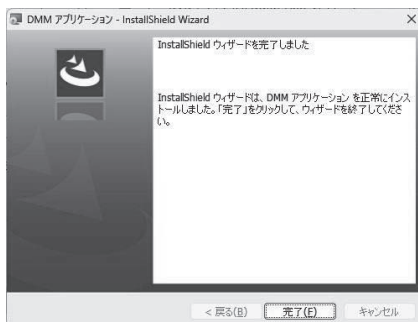 DMM アプリケーション - InstallShield Wizard
InstallShield ウィザードを完了しました
InstallShield ウィザードは、DMM アプリケーション を正常にインス
トールしました。「完了」をクリックして、ウィザードを終了してくださ
い。
< 戻る(B)
完了(F)
キャンセル